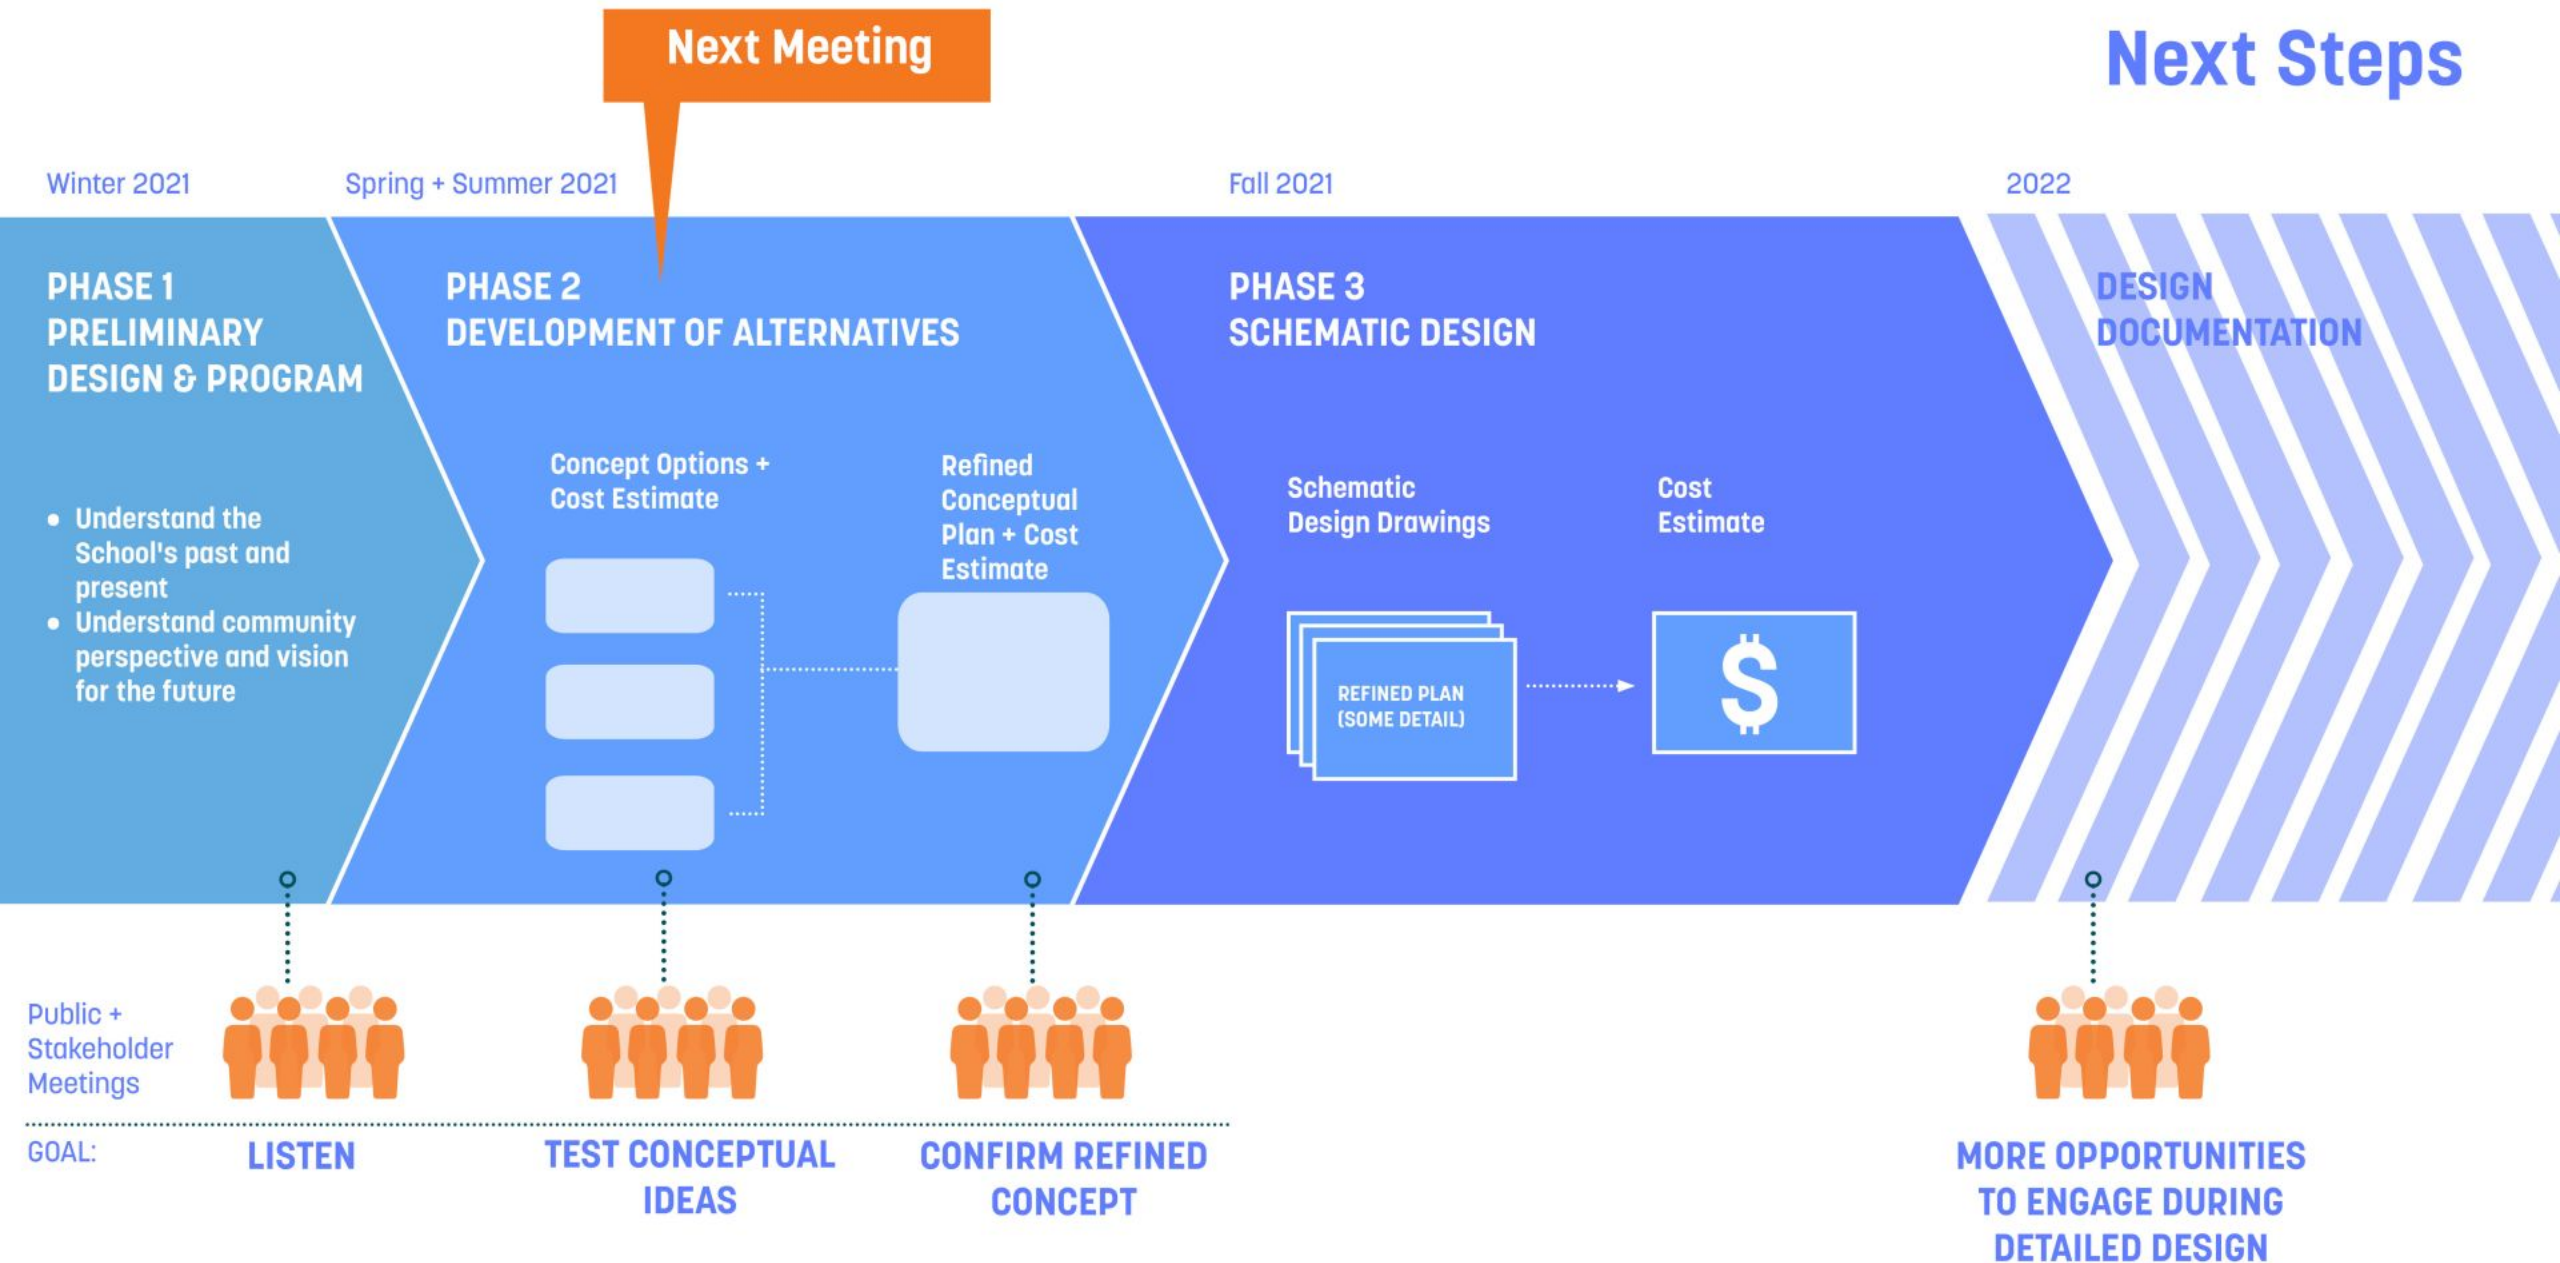 Next Meeting
Next Steps
Winter 2021
Spring + Summer 2021
Fall 2021
2022
PHASE 1
PRELIMINARY
DESIGN & PROGRAM
• Understand the
School's past and
present
• Understand community
perspective and vision
for the future
PHASE 2
DEVELOPMENT OF ALTERNATIVES
Concept Options +
Cost Estimate
Refined
Conceptual
Plan + Cost
Estimate
PHASE 3
SCHEMATIC DESIGN
Schematic
Design Drawings
REFINED PLAN
(SOME DETAIL)
Cost
Estimate
$
DESIGN
DOCUMENTATION
Public +
Stakeholder
Meetings
GOAL:
LISTEN
TEST CONCEPTUAL
IDEAS
CONFIRM REFINED
CONCEPT
MORE OPPORTUNITIES
TO ENGAGE DURING
DETAILED DESIGN